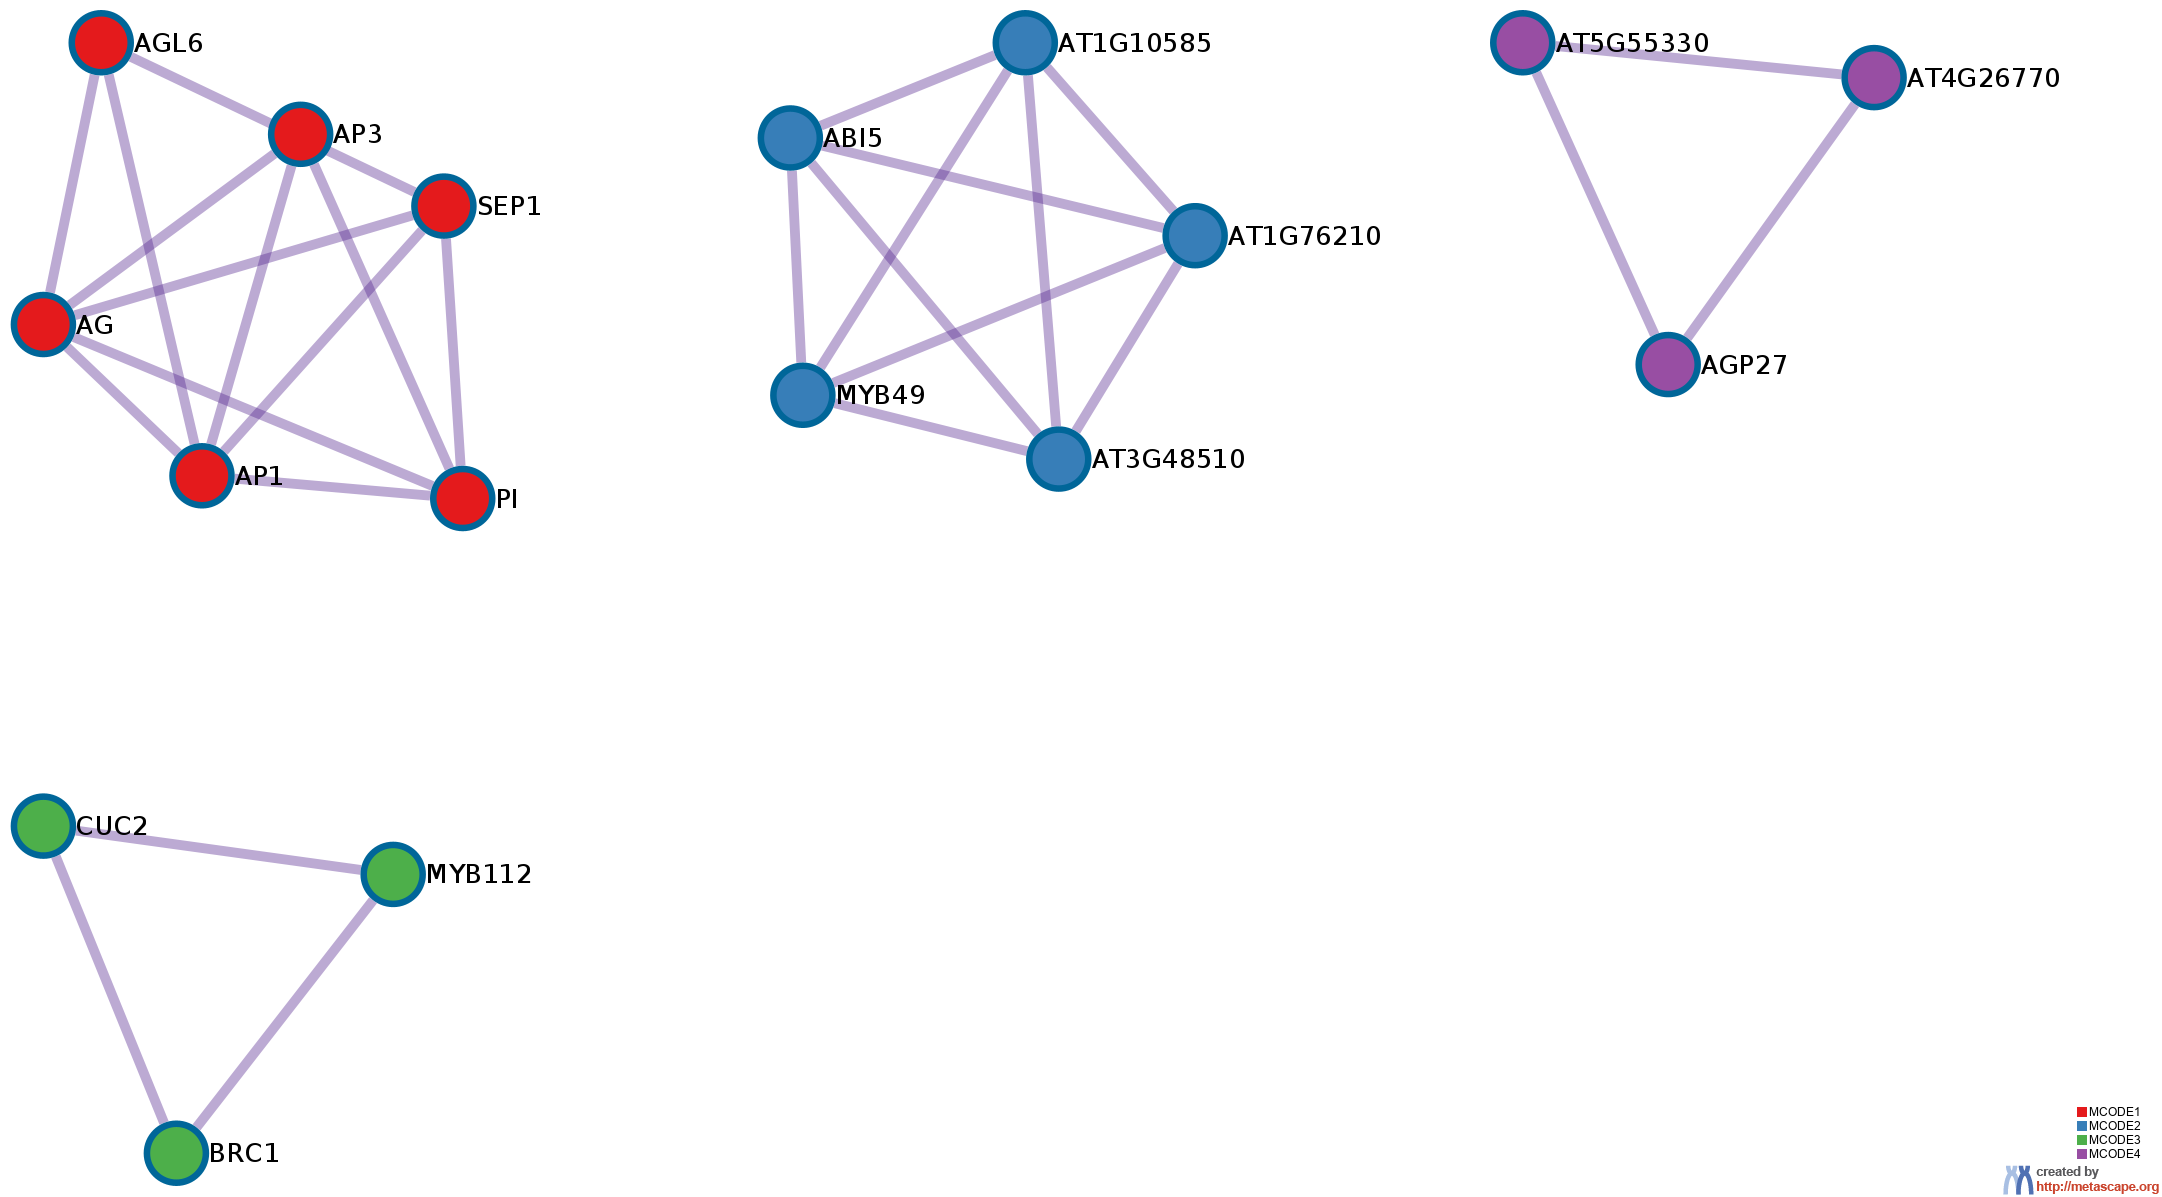 AGL6
AP3
SEP1
AG
AP1
PI
AT1G10585
ABI5
AT1G76210
MYB49
AT3G48510
AT5G55330
AT4G26770
AGP27
CUC2
MYB112
BRC1
MCODE1
MCODE2
MCODE3
MCODE4
created by
http://metascape.org